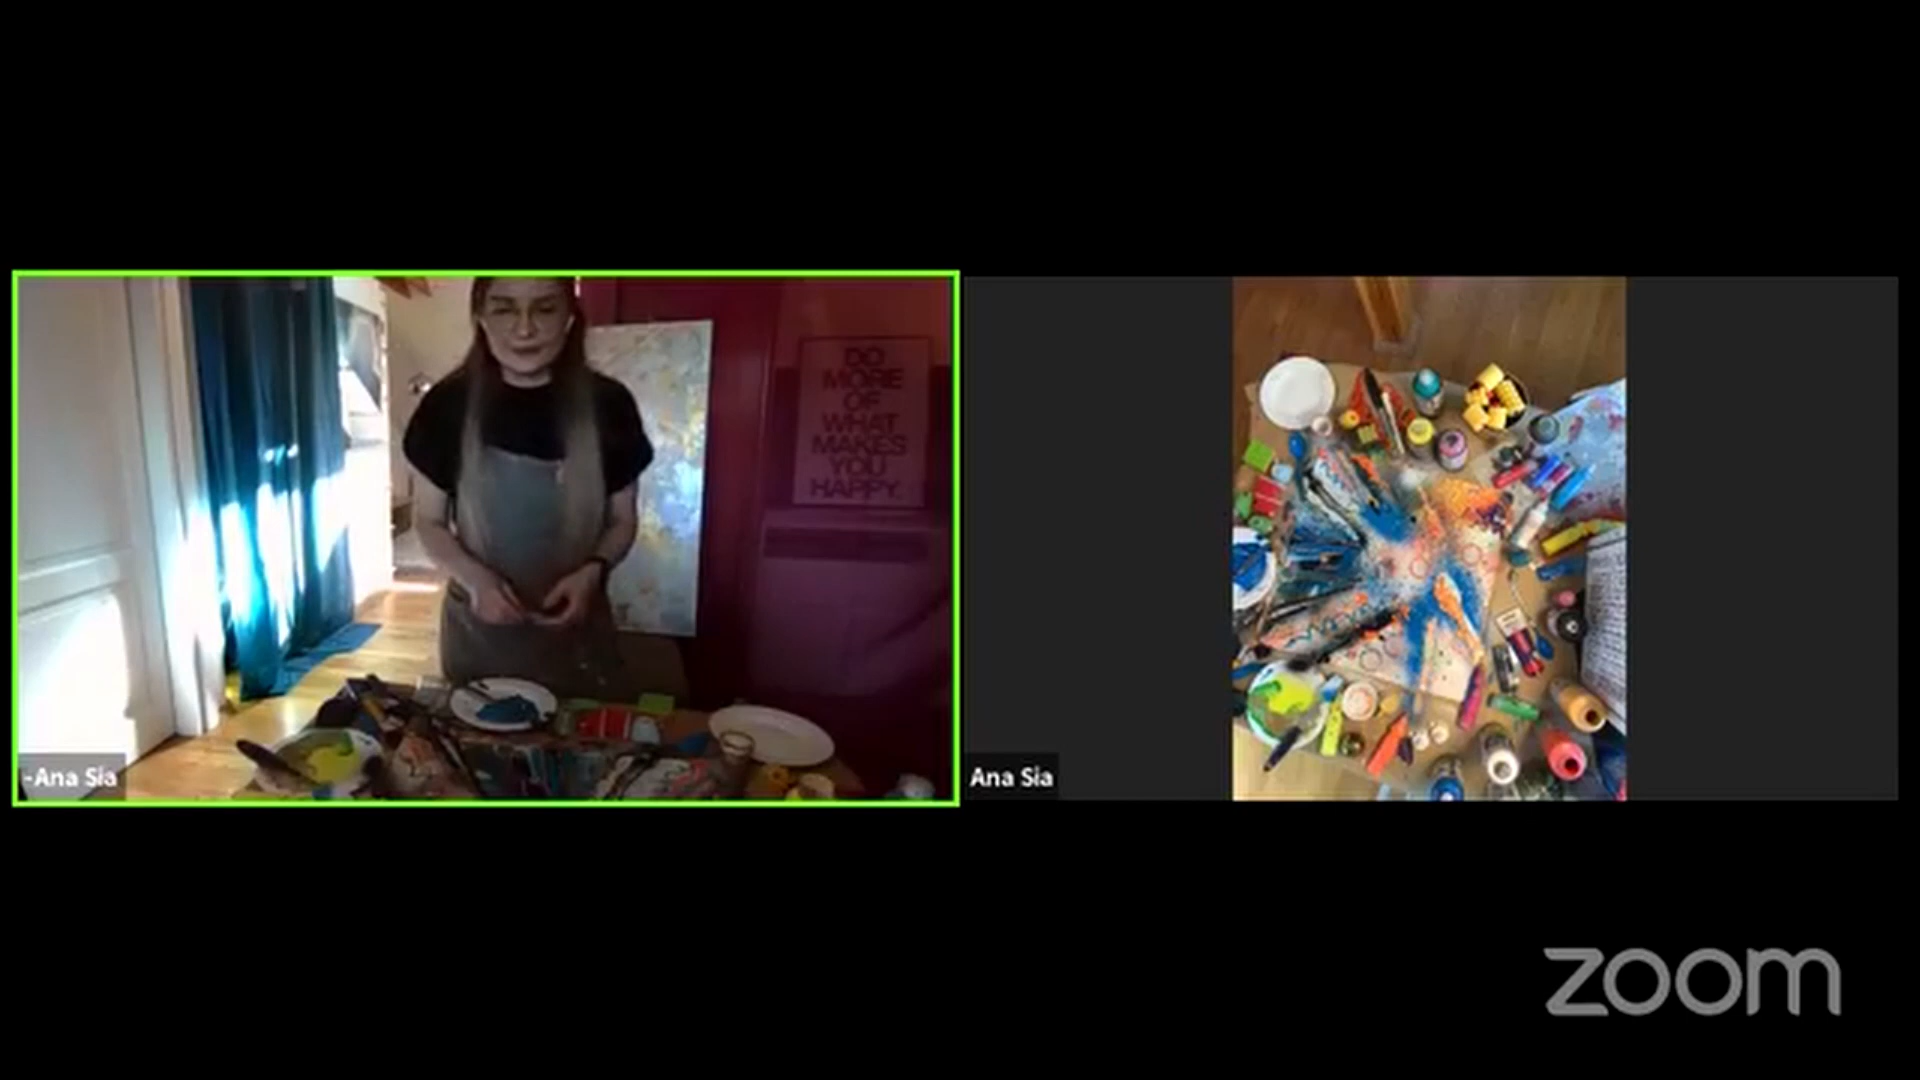 DO
MORE
OF
WHAT
MAKES
YOU
HAPPY.
-Ana Sia
Ana Sia
zoom